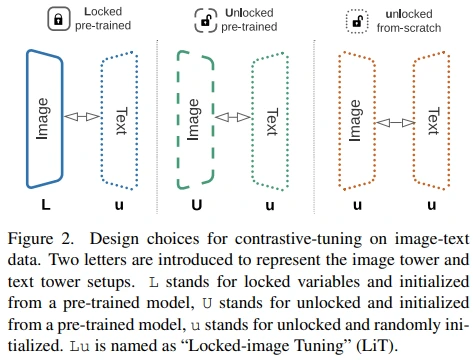 Locked
pre-trained
Unlocked
pre-trained
unlocked
from-scratch
Image
Text
Image
Text
Image
Text
L
u
U
u
u
u
Figure 2. Design choices for contrastive-tuning on image-text
data. Two letters are introduced to represent the image tower and
text tower setups. L stands for locked variables and initialized
from a pre-trained model, U stands for unlocked and initialized
from a pre-trained model, u stands for unlocked and randomly ini-
tialized. Lu is named as “Locked-image Tuning” (LiT).